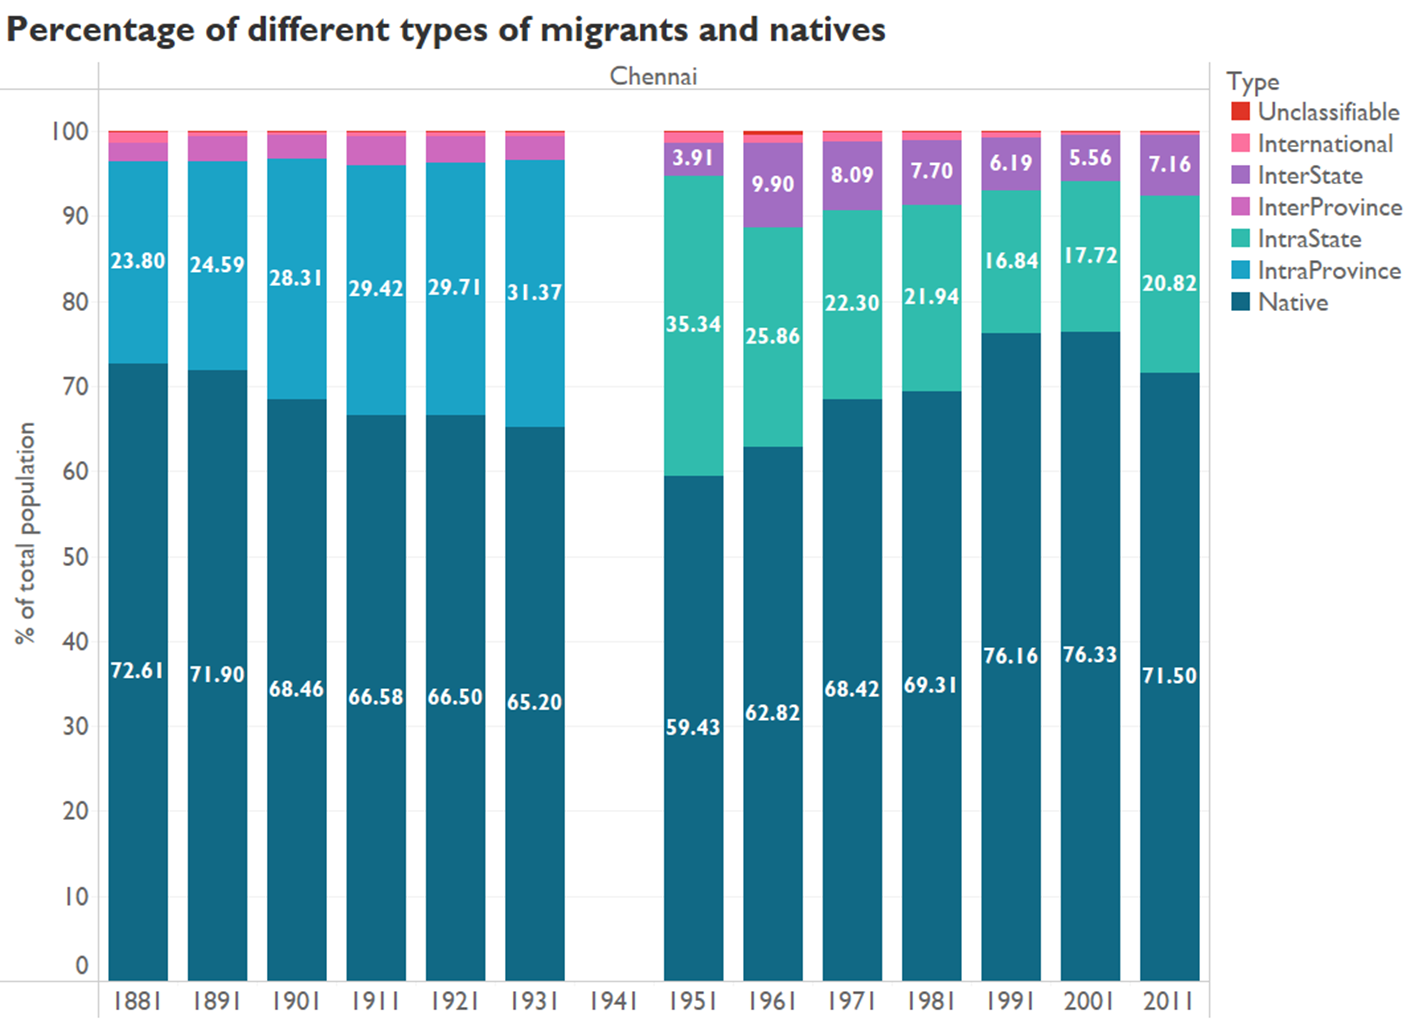 Percentage of different types of migrants and natives
Chennai
Type
Unclassifiable
International
InterState
InterProvince
IntraState
IntraProvince
Native
% of total population
100
90
80
70
60
50
40
30
20
10
0
23.80 24.59 28.31 29.42 29.71 31.37
3.91 9.90 8.09 7.70 6.19 5.56 7.16
35.34 25.86 22.30 21.94 16.84 17.72 20.82
72.61 71.90 68.46 66.58 66.50 65.20 59.43 62.82 68.42 69.31 76.16 76.33 71.50
1881 1891 1901 1911 1921 1931 1941 1951 1961 1971 1981 1991 2001 2011